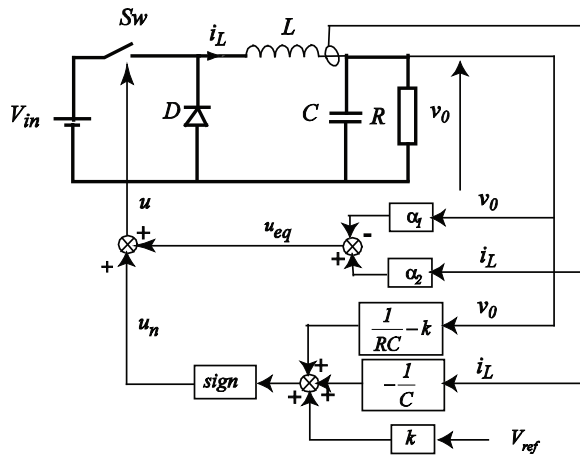 Sw
i_L
L
V_in
D
C
R
v_0
u
+
+
u_eq
-
+
α_1
v_0
α_2
i_L
u_n
v_0
1
RC
-k
sign
+
+
+
-
1
C
i_L
k
V_ref